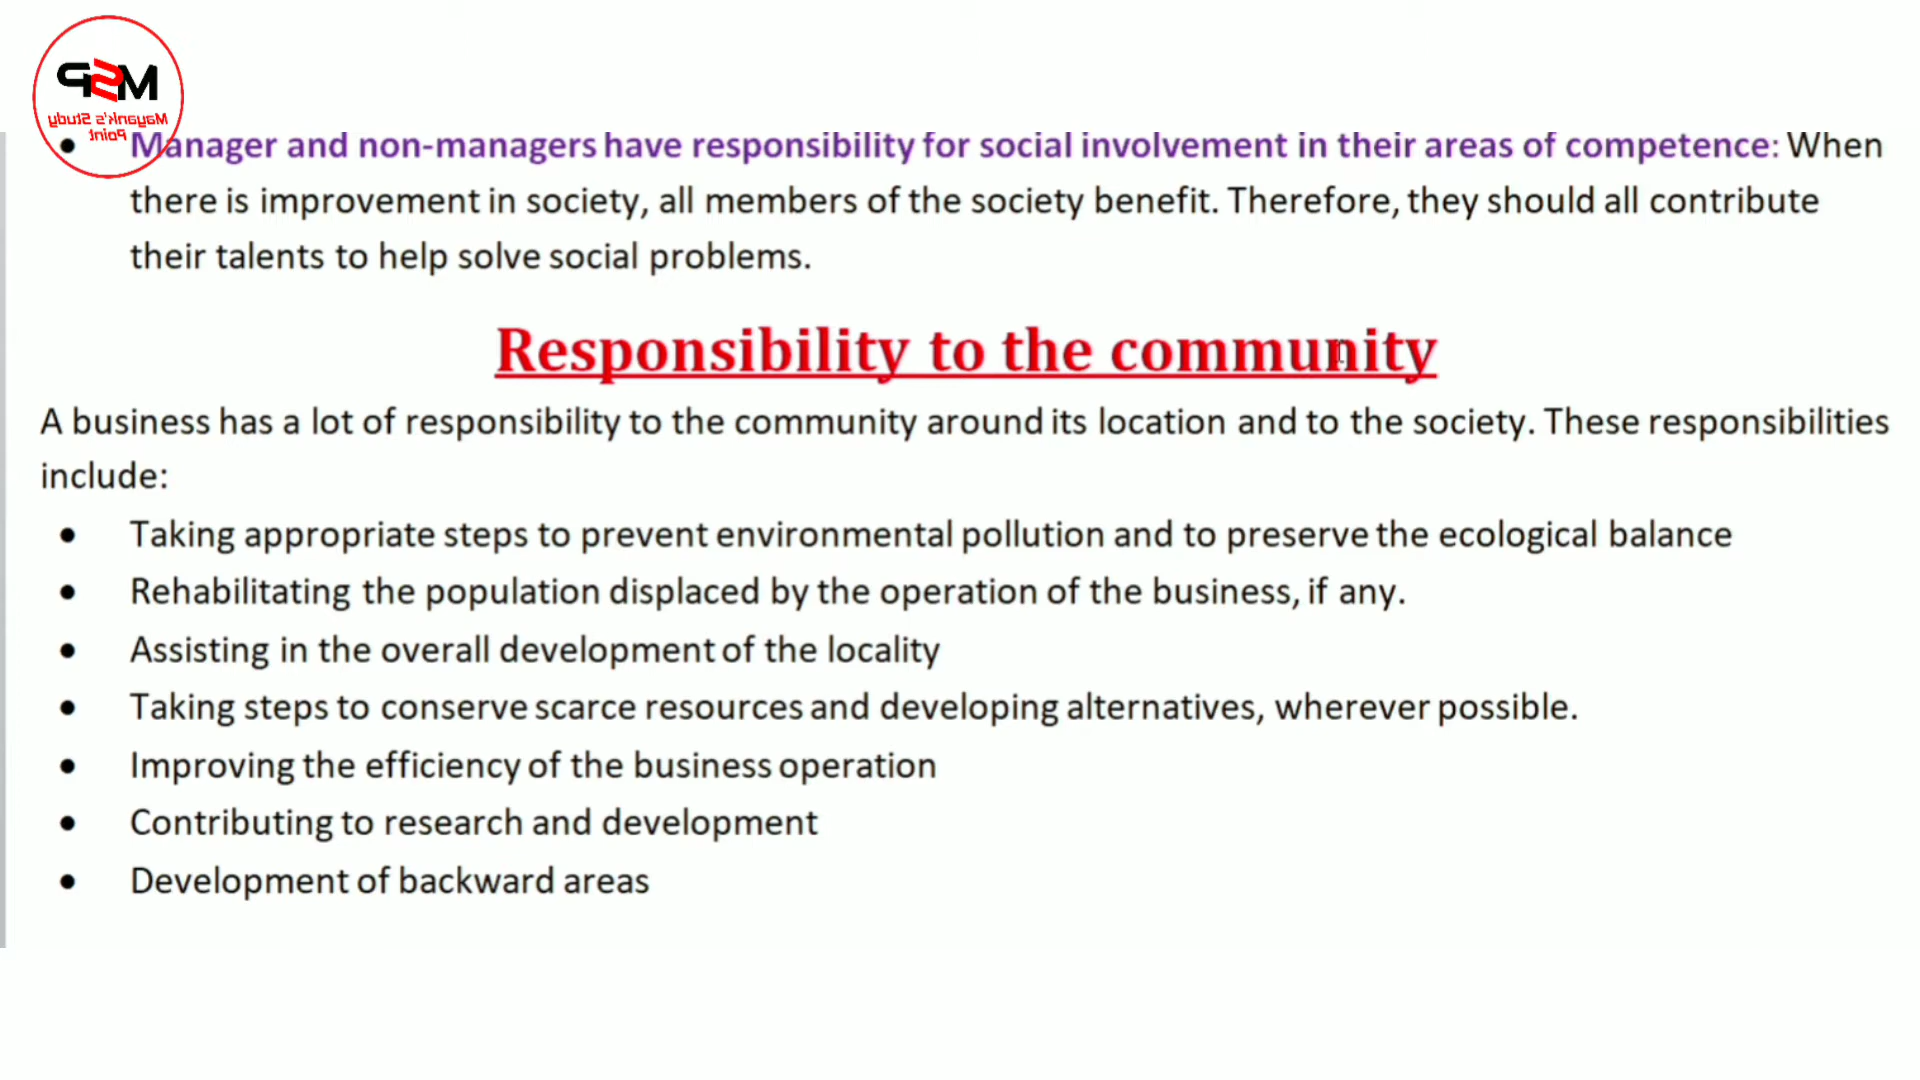 MSP
Mayank's Study
Point
• Manager and non-managers have responsibility for social involvement in their areas of competence: When
there is improvement in society, all members of the society benefit. Therefore, they should all contribute
their talents to help solve social problems.
Responsibility to the community
A business has a lot of responsibility to the community around its location and to the society. These responsibilities
include:
• Taking appropriate steps to prevent environmental pollution and to preserve the ecological balance
• Rehabilitating the population displaced by the operation of the business, if any.
• Assisting in the overall development of the locality
• Taking steps to conserve scarce resources and developing alternatives, wherever possible.
• Improving the efficiency of the business operation
• Contributing to research and development
• Development of backward areas